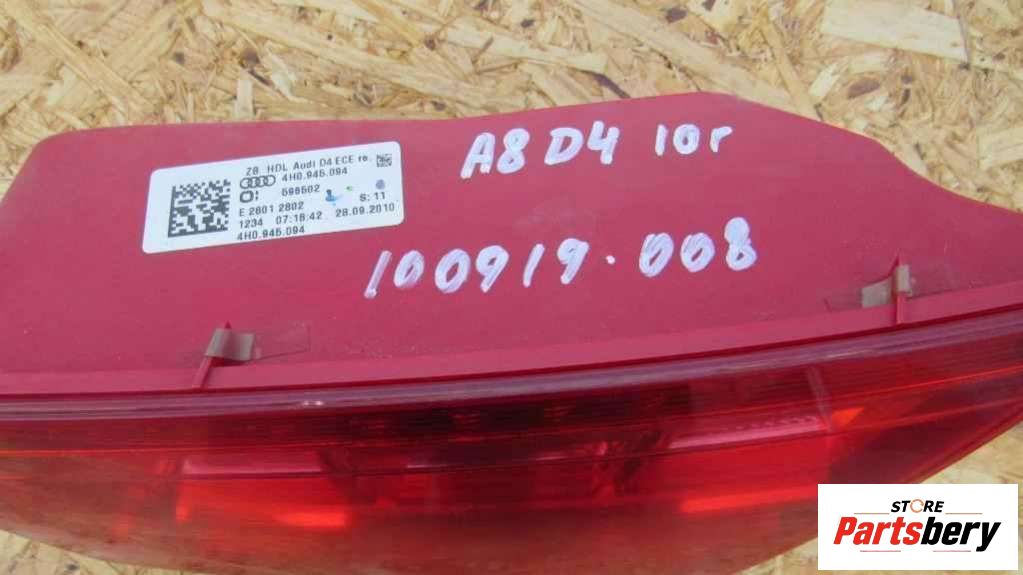 Z8 HDL Audi D4 ECE re.
4H0.945.094
598502
E 2801 2802
S: 11
1234 07:18:42 28.09.2010
4H0.945.094
A8 D4 10г
100919.008
STORE
Partsbery